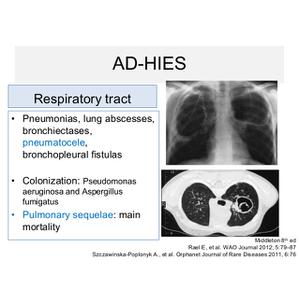 AD-HIES
Respiratory tract
• Pneumonias, lung abscesses,
bronchiectases,
pneumatocele,
bronchopleural fistulas
• Colonization: Pseudomonas
aeruginosa and Aspergillus
fumigatus
• Pulmonary sequelae: main
mortality
Middleton 8th ed
Rael E, et al. WAO Journal 2012; 5:79–87
Szczawinska-Poplonyk A., et al. Orphanet Journal of Rare Diseases 2011, 6:76